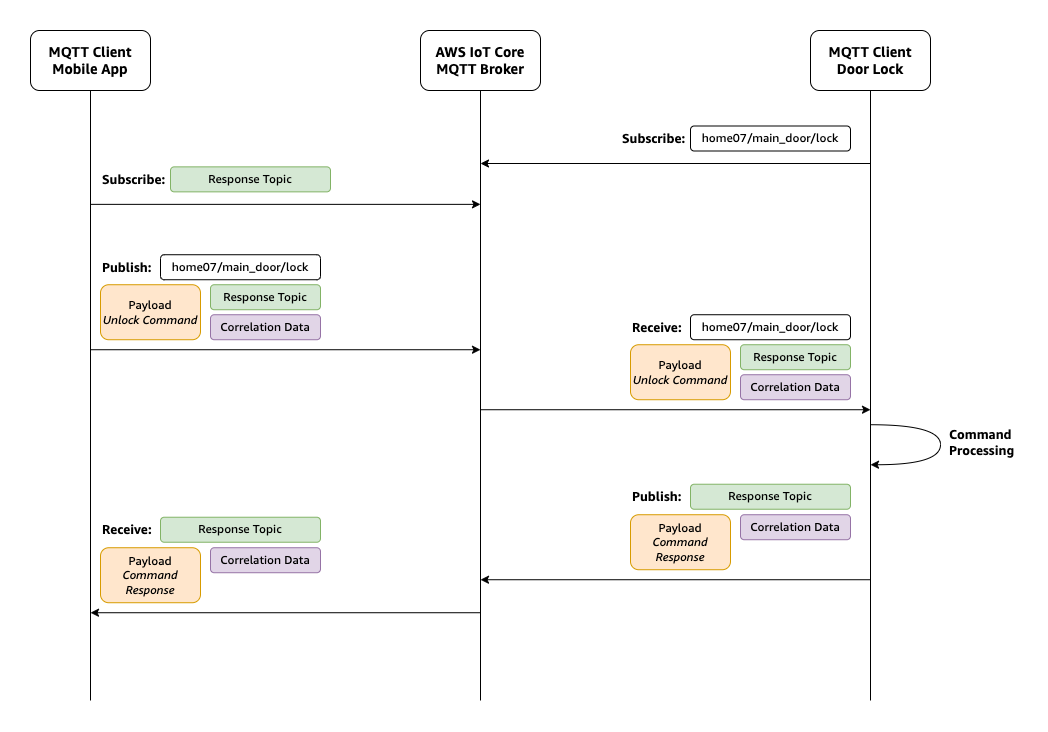 MQTT Client
Mobile App
AWS IoT Core
MQTT Broker
MQTT Client
Door Lock
Subscribe: home07/main_door/lock
Subscribe: Response Topic
Publish: home07/main_door/lock
Payload
Unlock Command
Response Topic
Correlation Data
Receive: home07/main_door/lock
Payload
Unlock Command
Response Topic
Correlation Data
Command
Processing
Publish: Response Topic
Payload
Command
Response
Correlation Data
Receive: Response Topic
Payload
Command
Response
Correlation Data